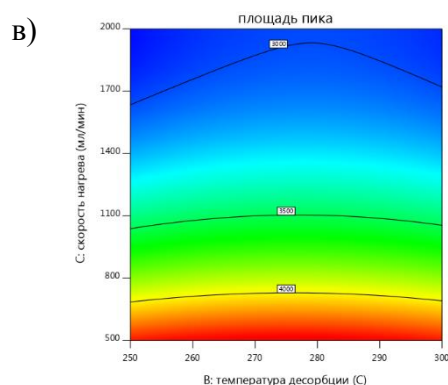 в)
площадь пика
C: скорость нагрева (мл/мин)
2000
1700
1400
1100
800
500
3000
3500
4000
250 260 270 280 290 300
B: температура десорбции (С)